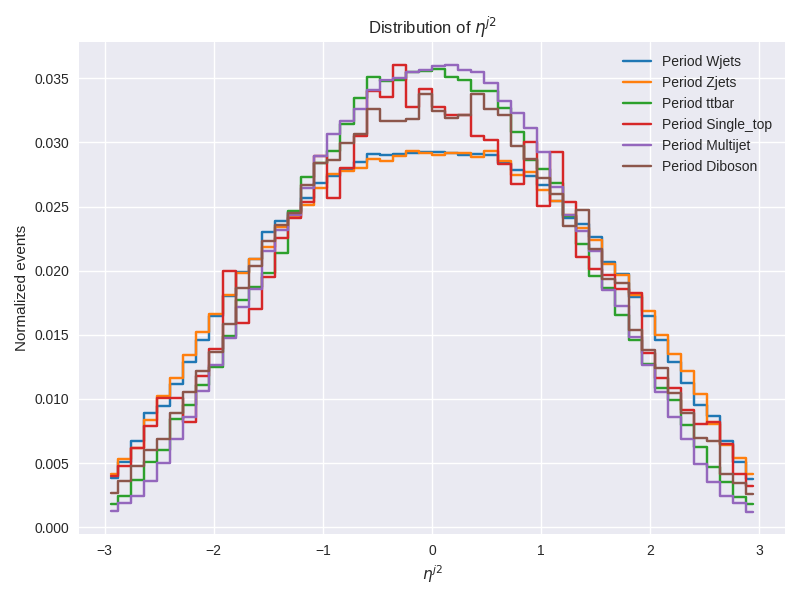 Distribution of η^{j2}
Normalized events
0.035
0.030
0.025
0.020
0.015
0.010
0.005
0.000
−3 −2 −1 0 1 2 3
η^{j2}
Period Wjets
Period Zjets
Period ttbar
Period Single_top
Period Multijet
Period Diboson